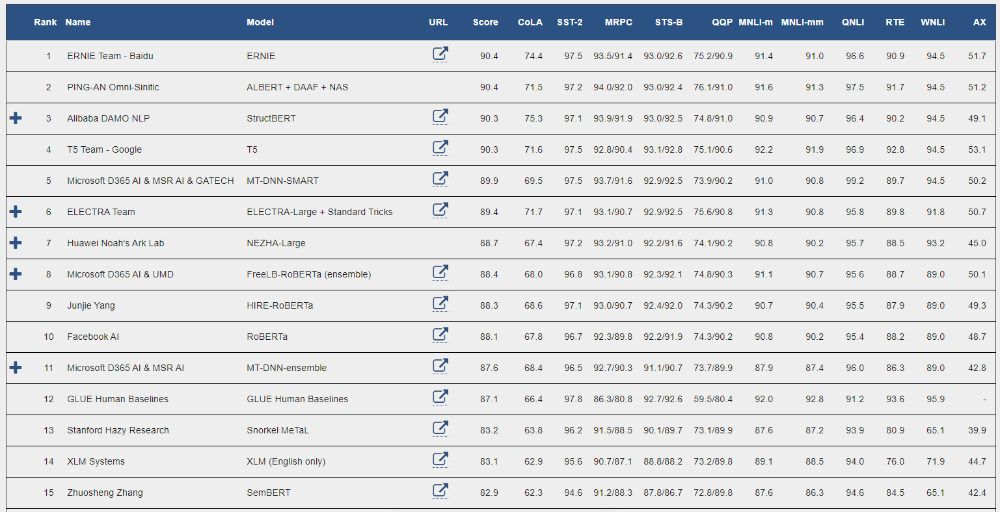 Rank Name Model URL Score CoLA SST-2 MRPC STS-B QQP MNLI-m MNLI-mm QNLI RTE WNLI AX
1 ERNIE Team - Baidu ERNIE 90.4 74.4 97.5 93.5/91.4 93.0/92.6 75.2/90.9 91.4 91.0 96.6 90.9 94.5 51.7
2 PING-AN Omni-Sinitic ALBERT + DAAF + NAS 90.4 71.5 97.2 94.0/92.0 93.0/92.4 76.1/91.0 91.6 91.3 97.5 91.7 94.5 51.2
3 Alibaba DAMO NLP StructBERT 90.3 75.3 97.1 93.9/91.9 93.0/92.5 74.8/91.0 90.9 90.7 96.4 90.2 94.5 49.1
4 T5 Team - Google T5 90.3 71.6 97.5 92.8/90.4 93.1/92.8 75.1/90.6 92.2 91.9 96.9 92.8 94.5 53.1
5 Microsoft D365 AI & MSR AI & GATECH MT-DNN-SMART 89.9 69.5 97.5 93.7/91.6 92.9/92.5 73.9/90.2 91.0 90.8 99.2 89.7 94.5 50.2
6 ELECTRA Team ELECTRA-Large + Standard Tricks 89.4 71.7 97.1 93.1/90.7 92.9/92.5 75.6/90.8 91.3 90.8 95.8 89.8 91.8 50.7
7 Huawei Noah's Ark Lab NEZHA-Large 88.7 67.4 97.2 93.2/91.0 92.2/91.6 74.1/90.2 90.8 90.2 95.7 88.5 93.2 45.0
8 Microsoft D365 AI & UMD FreeLB-RoBERTa (ensemble) 88.4 68.0 96.8 93.1/90.8 92.3/92.1 74.8/90.3 91.1 90.7 95.6 88.7 89.0 50.1
9 Junjie Yang HIRE-RoBERTa 88.3 68.6 97.1 93.0/90.7 92.4/92.0 74.3/90.2 90.7 90.4 95.5 87.9 89.0 49.3
10 Facebook AI RoBERTa 88.1 67.8 96.7 92.3/89.8 92.2/91.9 74.3/90.2 90.8 90.2 95.4 88.2 89.0 48.7
11 Microsoft D365 AI & MSR AI MT-DNN-ensemble 87.6 68.4 96.5 92.7/90.3 91.1/90.7 73.7/89.9 87.9 87.4 96.0 86.3 89.0 42.8
12 GLUE Human Baselines GLUE Human Baselines 87.1 66.4 97.8 86.3/80.8 92.7/92.6 59.5/80.4 92.0 92.8 91.2 93.6 95.9 -
13 Stanford Hazy Research Snorkel MeTaL 83.2 63.8 96.2 91.5/88.5 90.1/89.7 73.1/89.9 87.6 87.2 93.9 80.9 65.1 39.9
14 XLM Systems XLM (English only) 83.1 62.9 95.6 90.7/87.1 88.8/88.2 73.2/89.8 89.1 88.5 94.0 76.0 71.9 44.7
15 Zhuosheng Zhang SemBERT 82.9 62.3 94.6 91.2/88.3 87.8/86.7 72.8/89.8 87.6 86.3 94.6 84.5 65.1 42.4